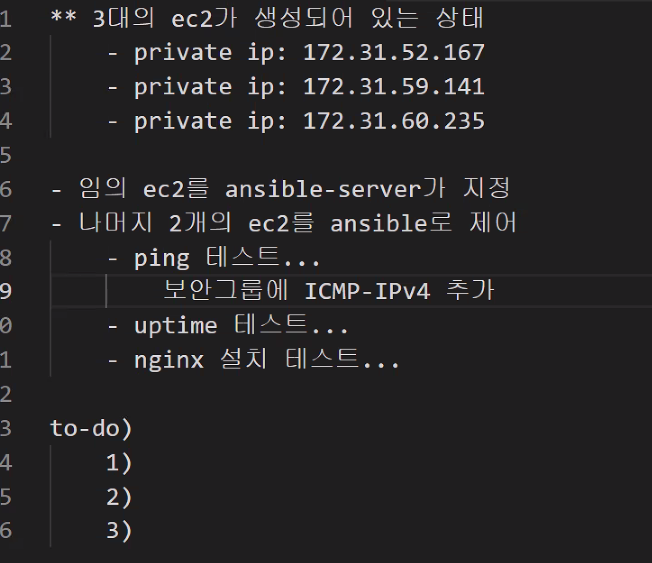 1 ** 3대의 ec2가 생성되어 있는 상태
2 - private ip: 172.31.52.167
3 - private ip: 172.31.59.141
4 - private ip: 172.31.60.235
5
6 - 임의 ec2를 ansible-server가 지정
7 - 나머지 2개의 ec2를 ansible로 제어
8 - ping 테스트...
9 보안그룹에 ICMP-IPv4 추가
0 - uptime 테스트...
1 - nginx 설치 테스트...
2
3 to-do)
4 1)
5 2)
6 3)